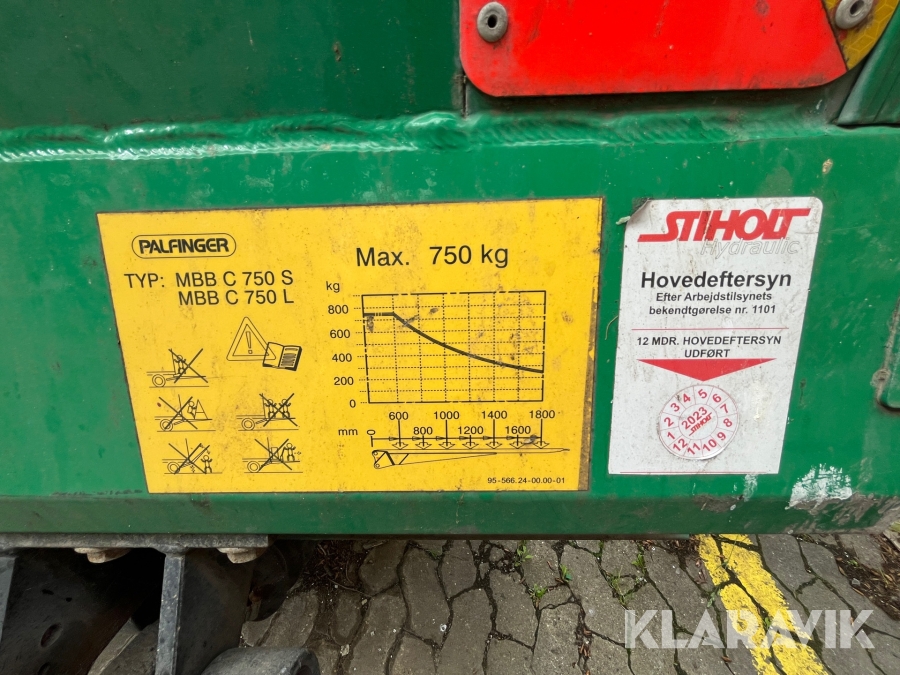 PALFINGER
TYP: MBB C 750 S
MBB C 750 L
Max. 750 kg
kg
800
600
400
200
0
600 1000 1400 1800
mm 0 800 1200 1600
95-566.24-00.00-01
STIHOLT
Hydraulic
Hovedeftersyn
Efter Arbejdstilsynets
bekendtgørelse nr. 1101
12 MDR. HOVEDEFTERSYN
UDFØRT
1 2 3 4 5 6 7 8 9 10 11 12
2023
STIHOLT
KLARAVIK